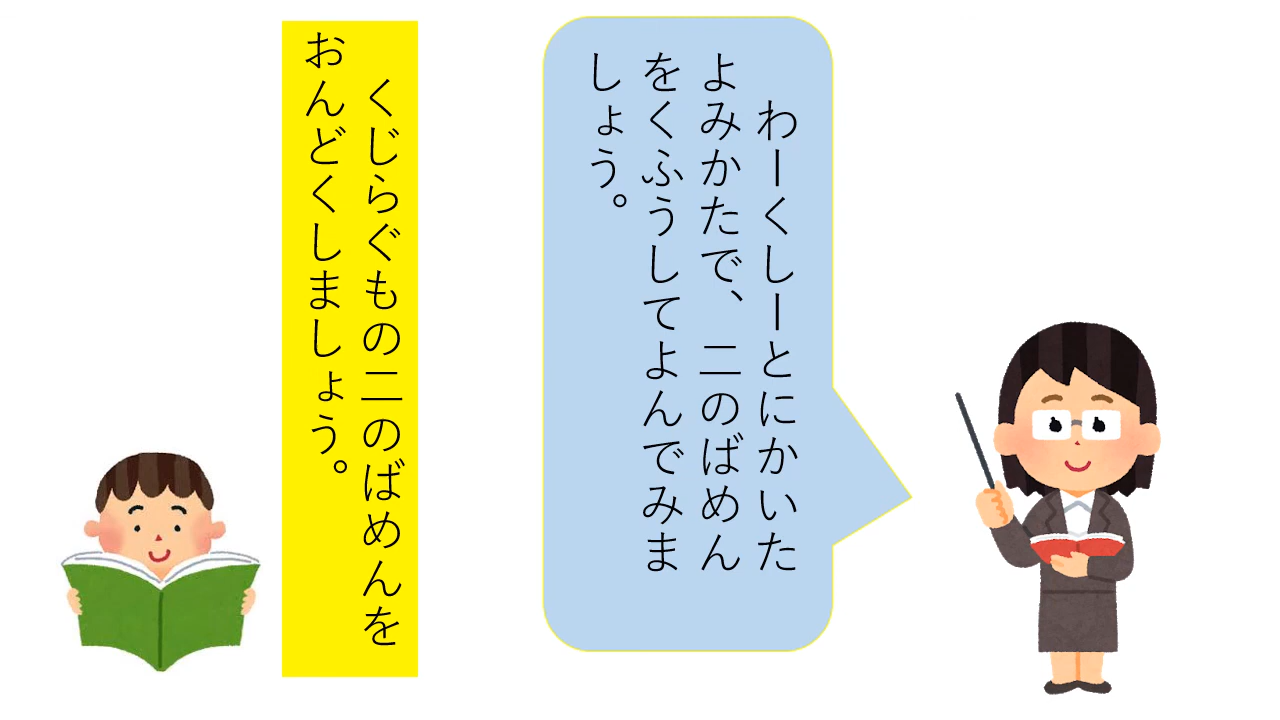 わーくしーとにかいた
よみかたで、二のばめん
をくふうしてよんでみま
しょう。
くじらぐもの二のばめんを
おんどくしましょう。